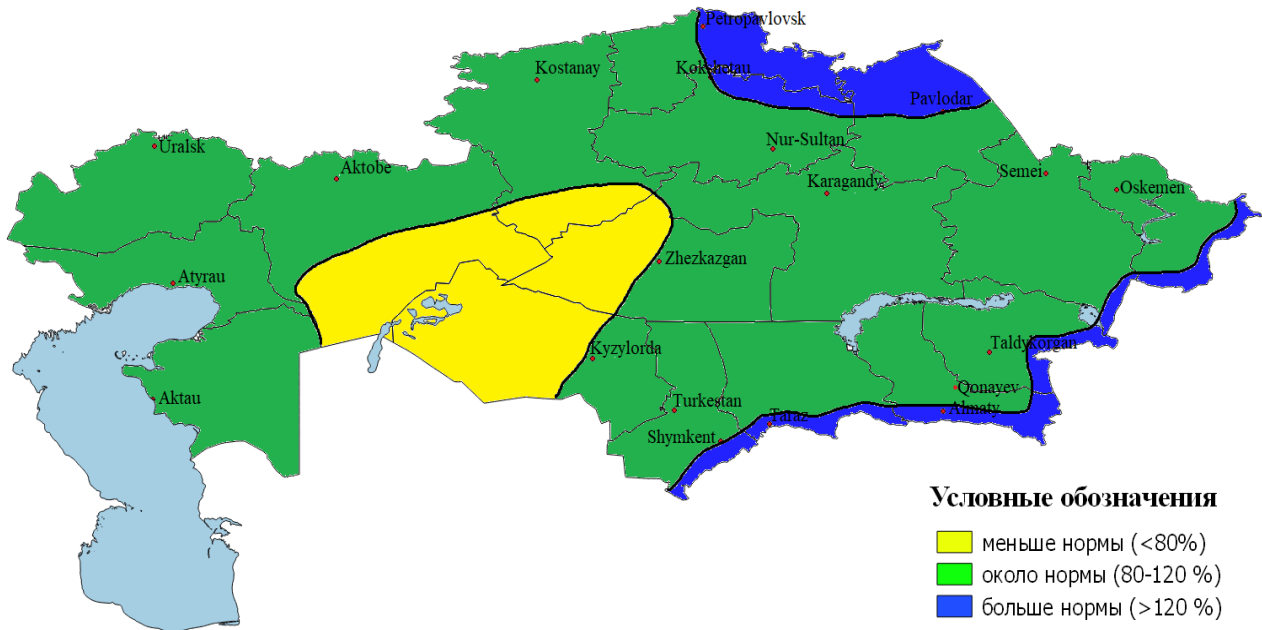 Petropavlovsk
Kostanay
Kokshetau
Pavlodar
Uralsk
Nur-Sultan
Aktobe
Semei
Karagandy
Oskemen
Zhezkazgan
Atyrau
Kyzylorda
Taldykorgan
Qonayev
Aktau
Turkestan
Almaty
Taraz
Shymkent
Условные обозначения
меньше нормы (<80%)
около нормы (80-120 %)
больше нормы (>120 %)